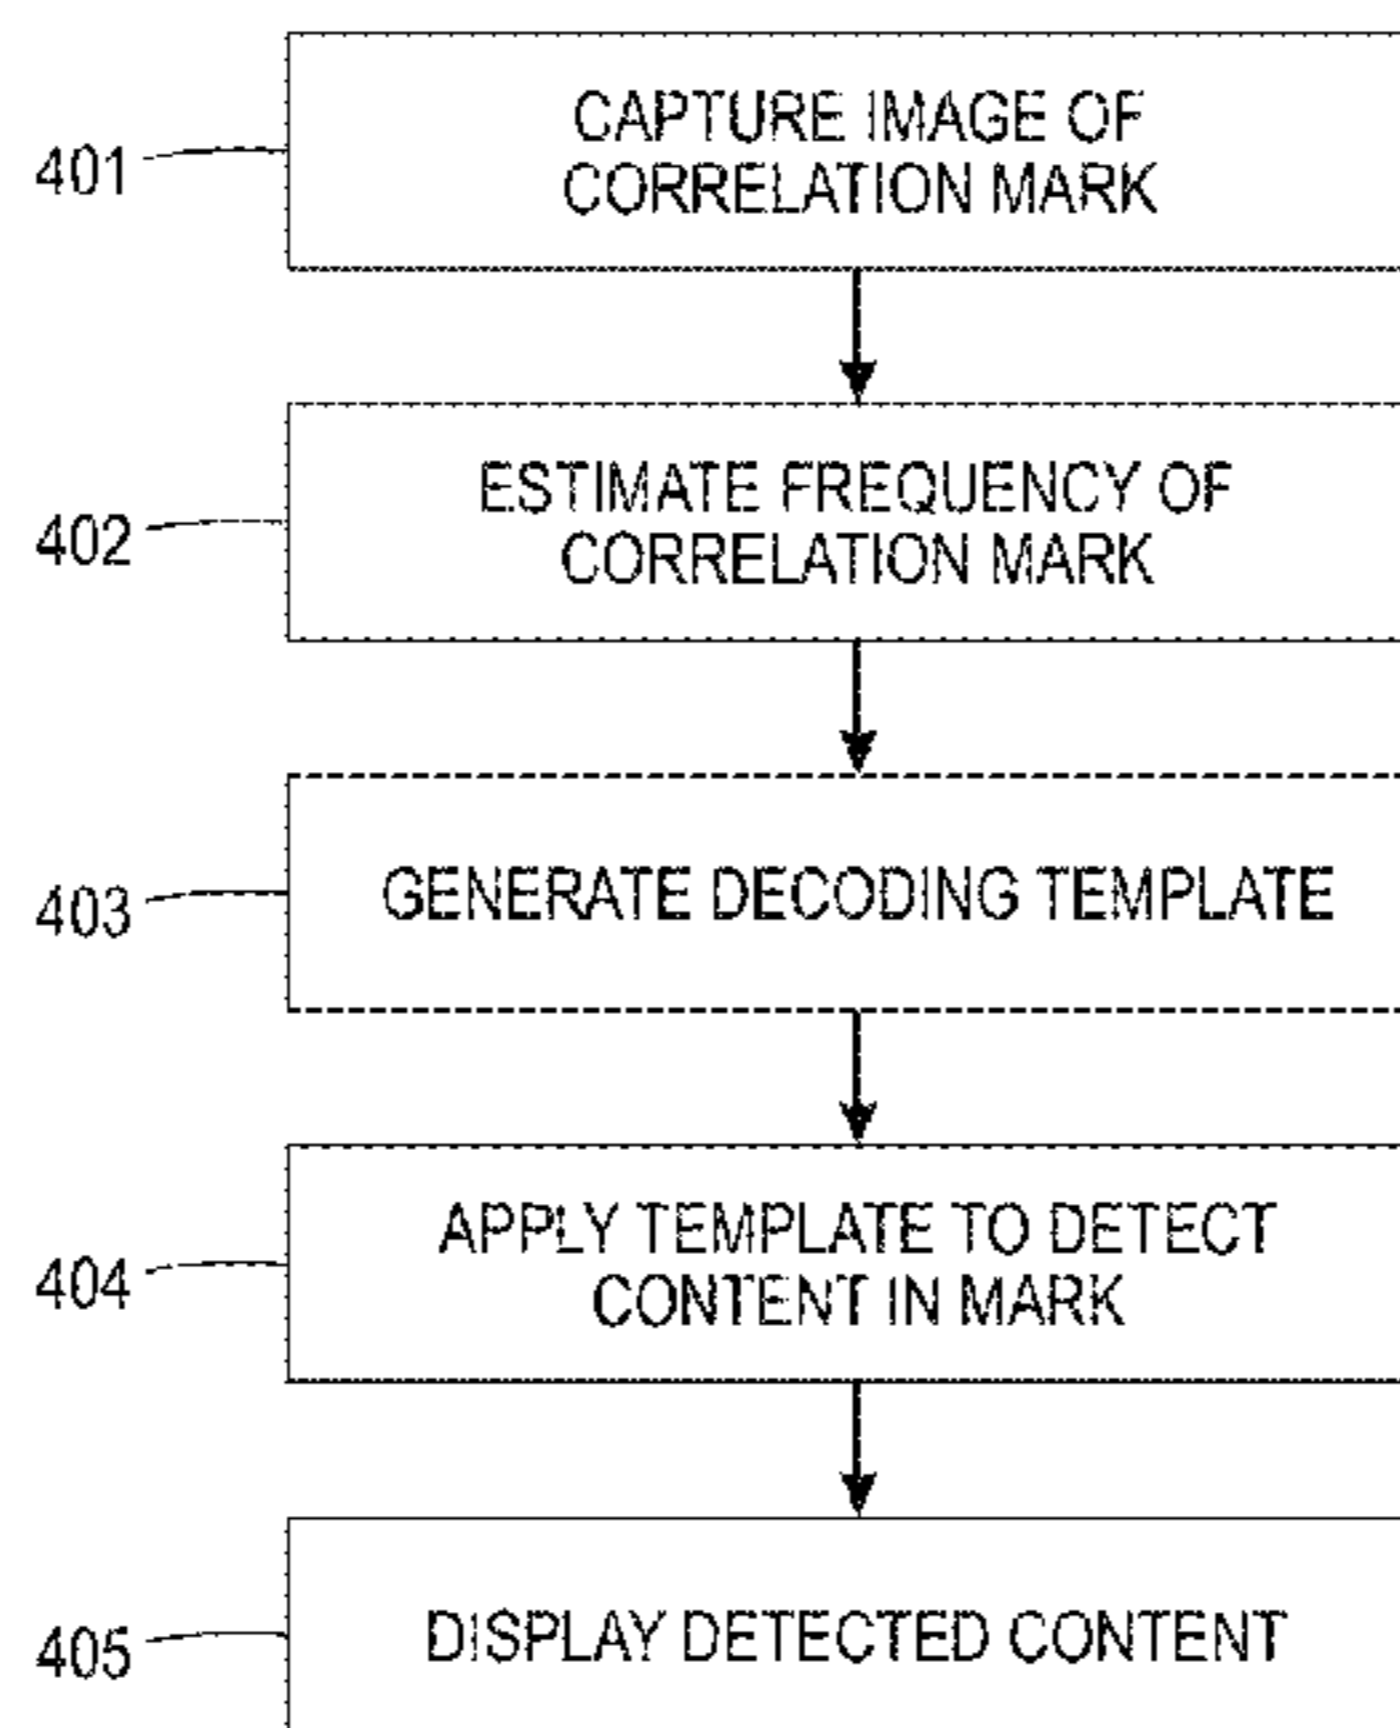 401
CAPTURE IMAGE OF
CORRELATION MARK
402
ESTIMATE FREQUENCY OF
CORRELATION MARK
403
GENERATE DECODING TEMPLATE
404
APPLY TEMPLATE TO DETECT
CONTENT IN MARK
405
DISPLAY DETECTED CONTENT